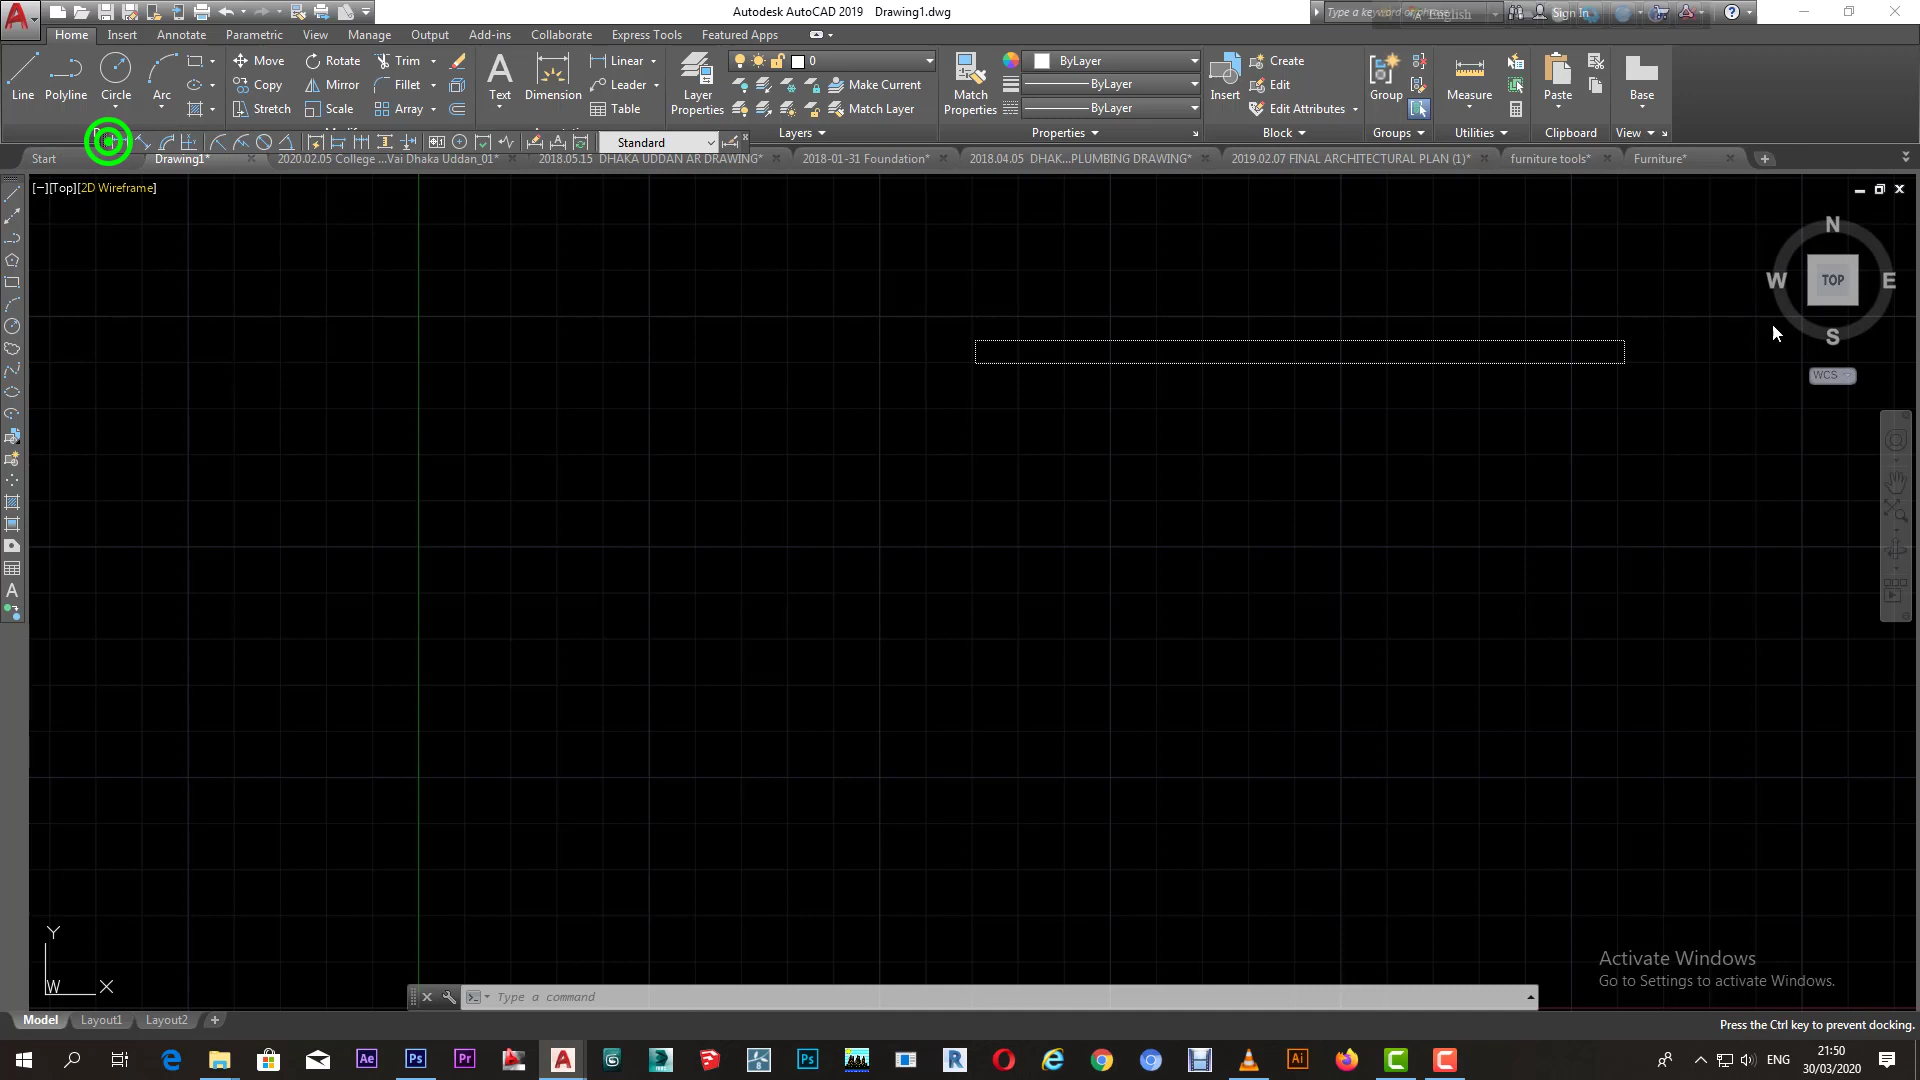 Autodesk AutoCAD 2019 Drawing1.dwg
Type a keyword or phrase
English
Sign In
Home Insert Annotate Parametric View Manage Output Add-ins Collaborate Express Tools Featured Apps
Line Polyline Circle Arc
Move Rotate Trim
Copy Mirror Fillet
Stretch Scale Array
Text Dimension
Linear
Leader
Table
Layer Properties
0
Make Current
Match Layer
Layers
Match Properties
ByLayer
ByLayer
ByLayer
Properties
Insert
Create
Edit
Edit Attributes
Block
Group
Groups
Measure
Utilities
Paste
Clipboard
Base
View
Standard
Start Drawing1* 2020.02.05 College ...Vai Dhaka Uddan_01* 2018.05.15 DHAKA UDDAN AR DRAWING* 2018-01-31 Foundation* 2018.04.05 DHAK...PLUMBING DRAWING* 2019.02.07 FINAL ARCHITECTURAL PLAN (1)* furniture tools* Furniture*
[−][Top][2D Wireframe]
N
W TOP E
S
WCS
A
Y
W X
Activate Windows
Go to Settings to activate Windows.
Type a command
Model Layout1 Layout2
Press the Ctrl key to prevent docking.
Ae Ps Pr
Ps
R
Ai
ENG
21:50
30/03/2020